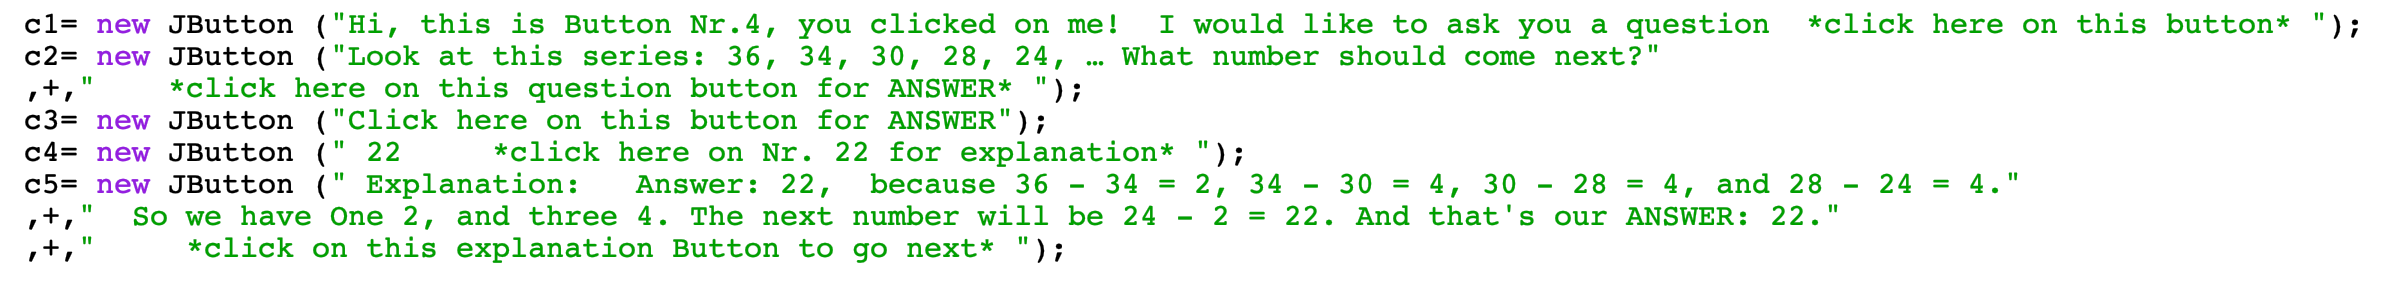 c1= new JButton ("Hi, this is Button Nr.4, you clicked on me!  I would like to ask you a question  *click here on this button* ");
c2= new JButton ("Look at this series: 36, 34, 30, 28, 24, … What number should come next?"
,+,"    *click here on this question button for ANSWER* ");
c3= new JButton ("Click here on this button for ANSWER");
c4= new JButton (" 22     *click here on Nr. 22 for explanation* ");
c5= new JButton (" Explanation:   Answer: 22,  because 36 - 34 = 2, 34 - 30 = 4, 30 - 28 = 4, and 28 - 24 = 4."
,+,"  So we have One 2, and three 4. The next number will be 24 - 2 = 22. And that's our ANSWER: 22."
,+,"     *click on this explanation Button to go next* ");